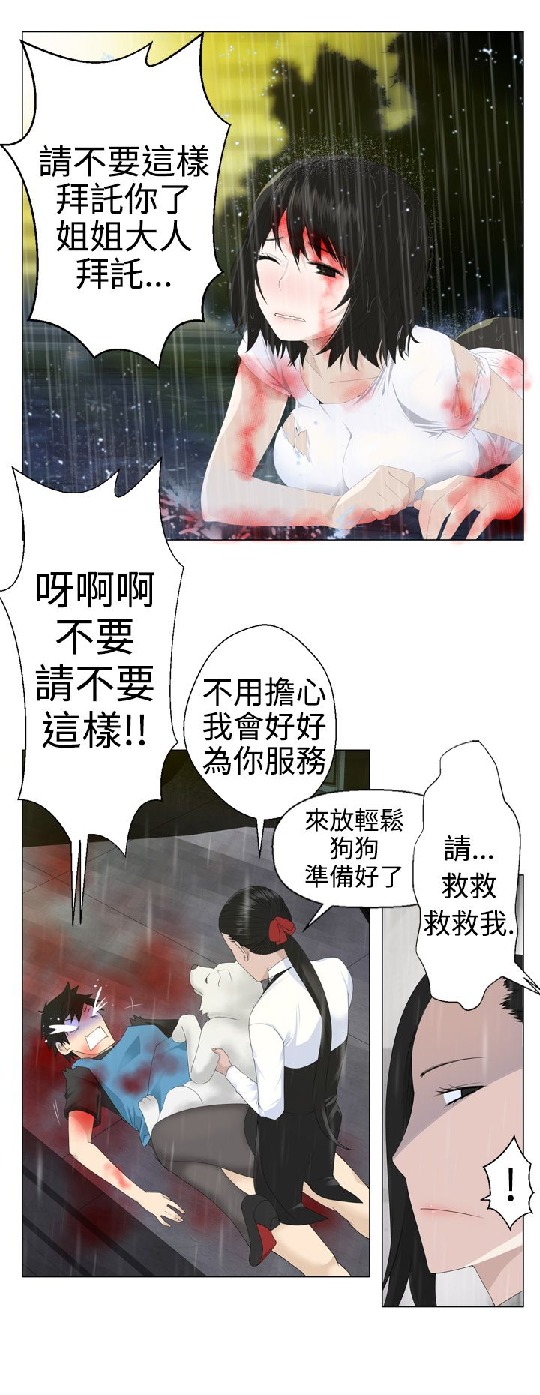 請不要這樣
拜託你了
姐姐大人
拜託...
呀啊啊
不要
請不要
這樣!!
不用擔心
我會好好
為你服務
來放輕鬆
狗狗
準備好了
請...
救救
救救我.
!